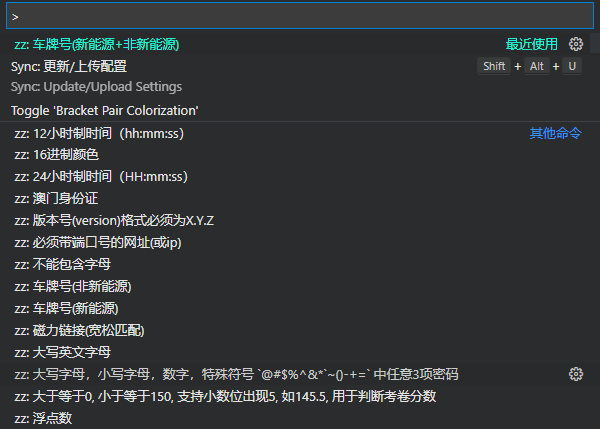 >
zz: 车牌号(新能源+非新能源) 最近使用
Sync: 更新/上传配置 Shift + Alt + U
Sync: Update/Upload Settings
Toggle 'Bracket Pair Colorization'
zz: 12小时制时间（hh:mm:ss） 其他命令
zz: 16进制颜色
zz: 24小时制时间（HH:mm:ss）
zz: 澳门身份证
zz: 版本号(version)格式必须为X.Y.Z
zz: 必须带端口号的网址(或ip)
zz: 不能包含字母
zz: 车牌号(非新能源)
zz: 车牌号(新能源)
zz: 磁力链接(宽松匹配)
zz: 大写英文字母
zz: 大写字母，小写字母，数字，特殊符号 `@#$%^&*`~()-+=` 中任意3项密码
zz: 大于等于0, 小于等于150, 支持小数位出现5, 如145.5, 用于判断考卷分数
zz: 浮点数